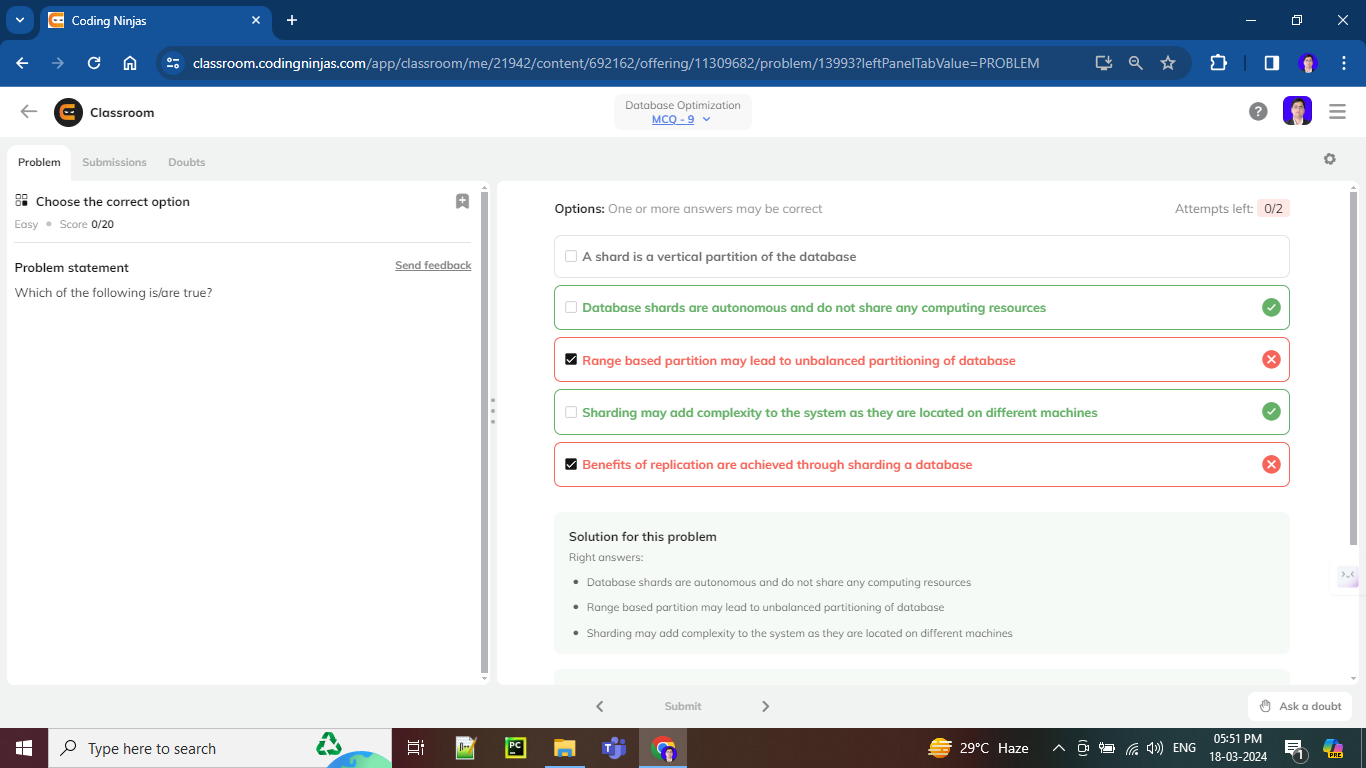 Coding Ninjas
classroom.codingninjas.com/app/classroom/me/21942/content/692162/offering/11309682/problem/13993?leftPanelTabValue=PROBLEM
Classroom
Database Optimization
MCQ - 9
Problem
Submissions
Doubts
Choose the correct option
Easy
Score 0/20
Problem statement
Send feedback
Which of the following is/are true?
Options: One or more answers may be correct
Attempts left: 0/2
A shard is a vertical partition of the database
Database shards are autonomous and do not share any computing resources
Range based partition may lead to unbalanced partitioning of database
Sharding may add complexity to the system as they are located on different machines
Benefits of replication are achieved through sharding a database
Solution for this problem
Right answers:
Database shards are autonomous and do not share any computing resources
Range based partition may lead to unbalanced partitioning of database
Sharding may add complexity to the system as they are located on different machines
Submit
Ask a doubt
Type here to search
PC
29°C Haze
ENG
05:51 PM
18-03-2024
1
PRE